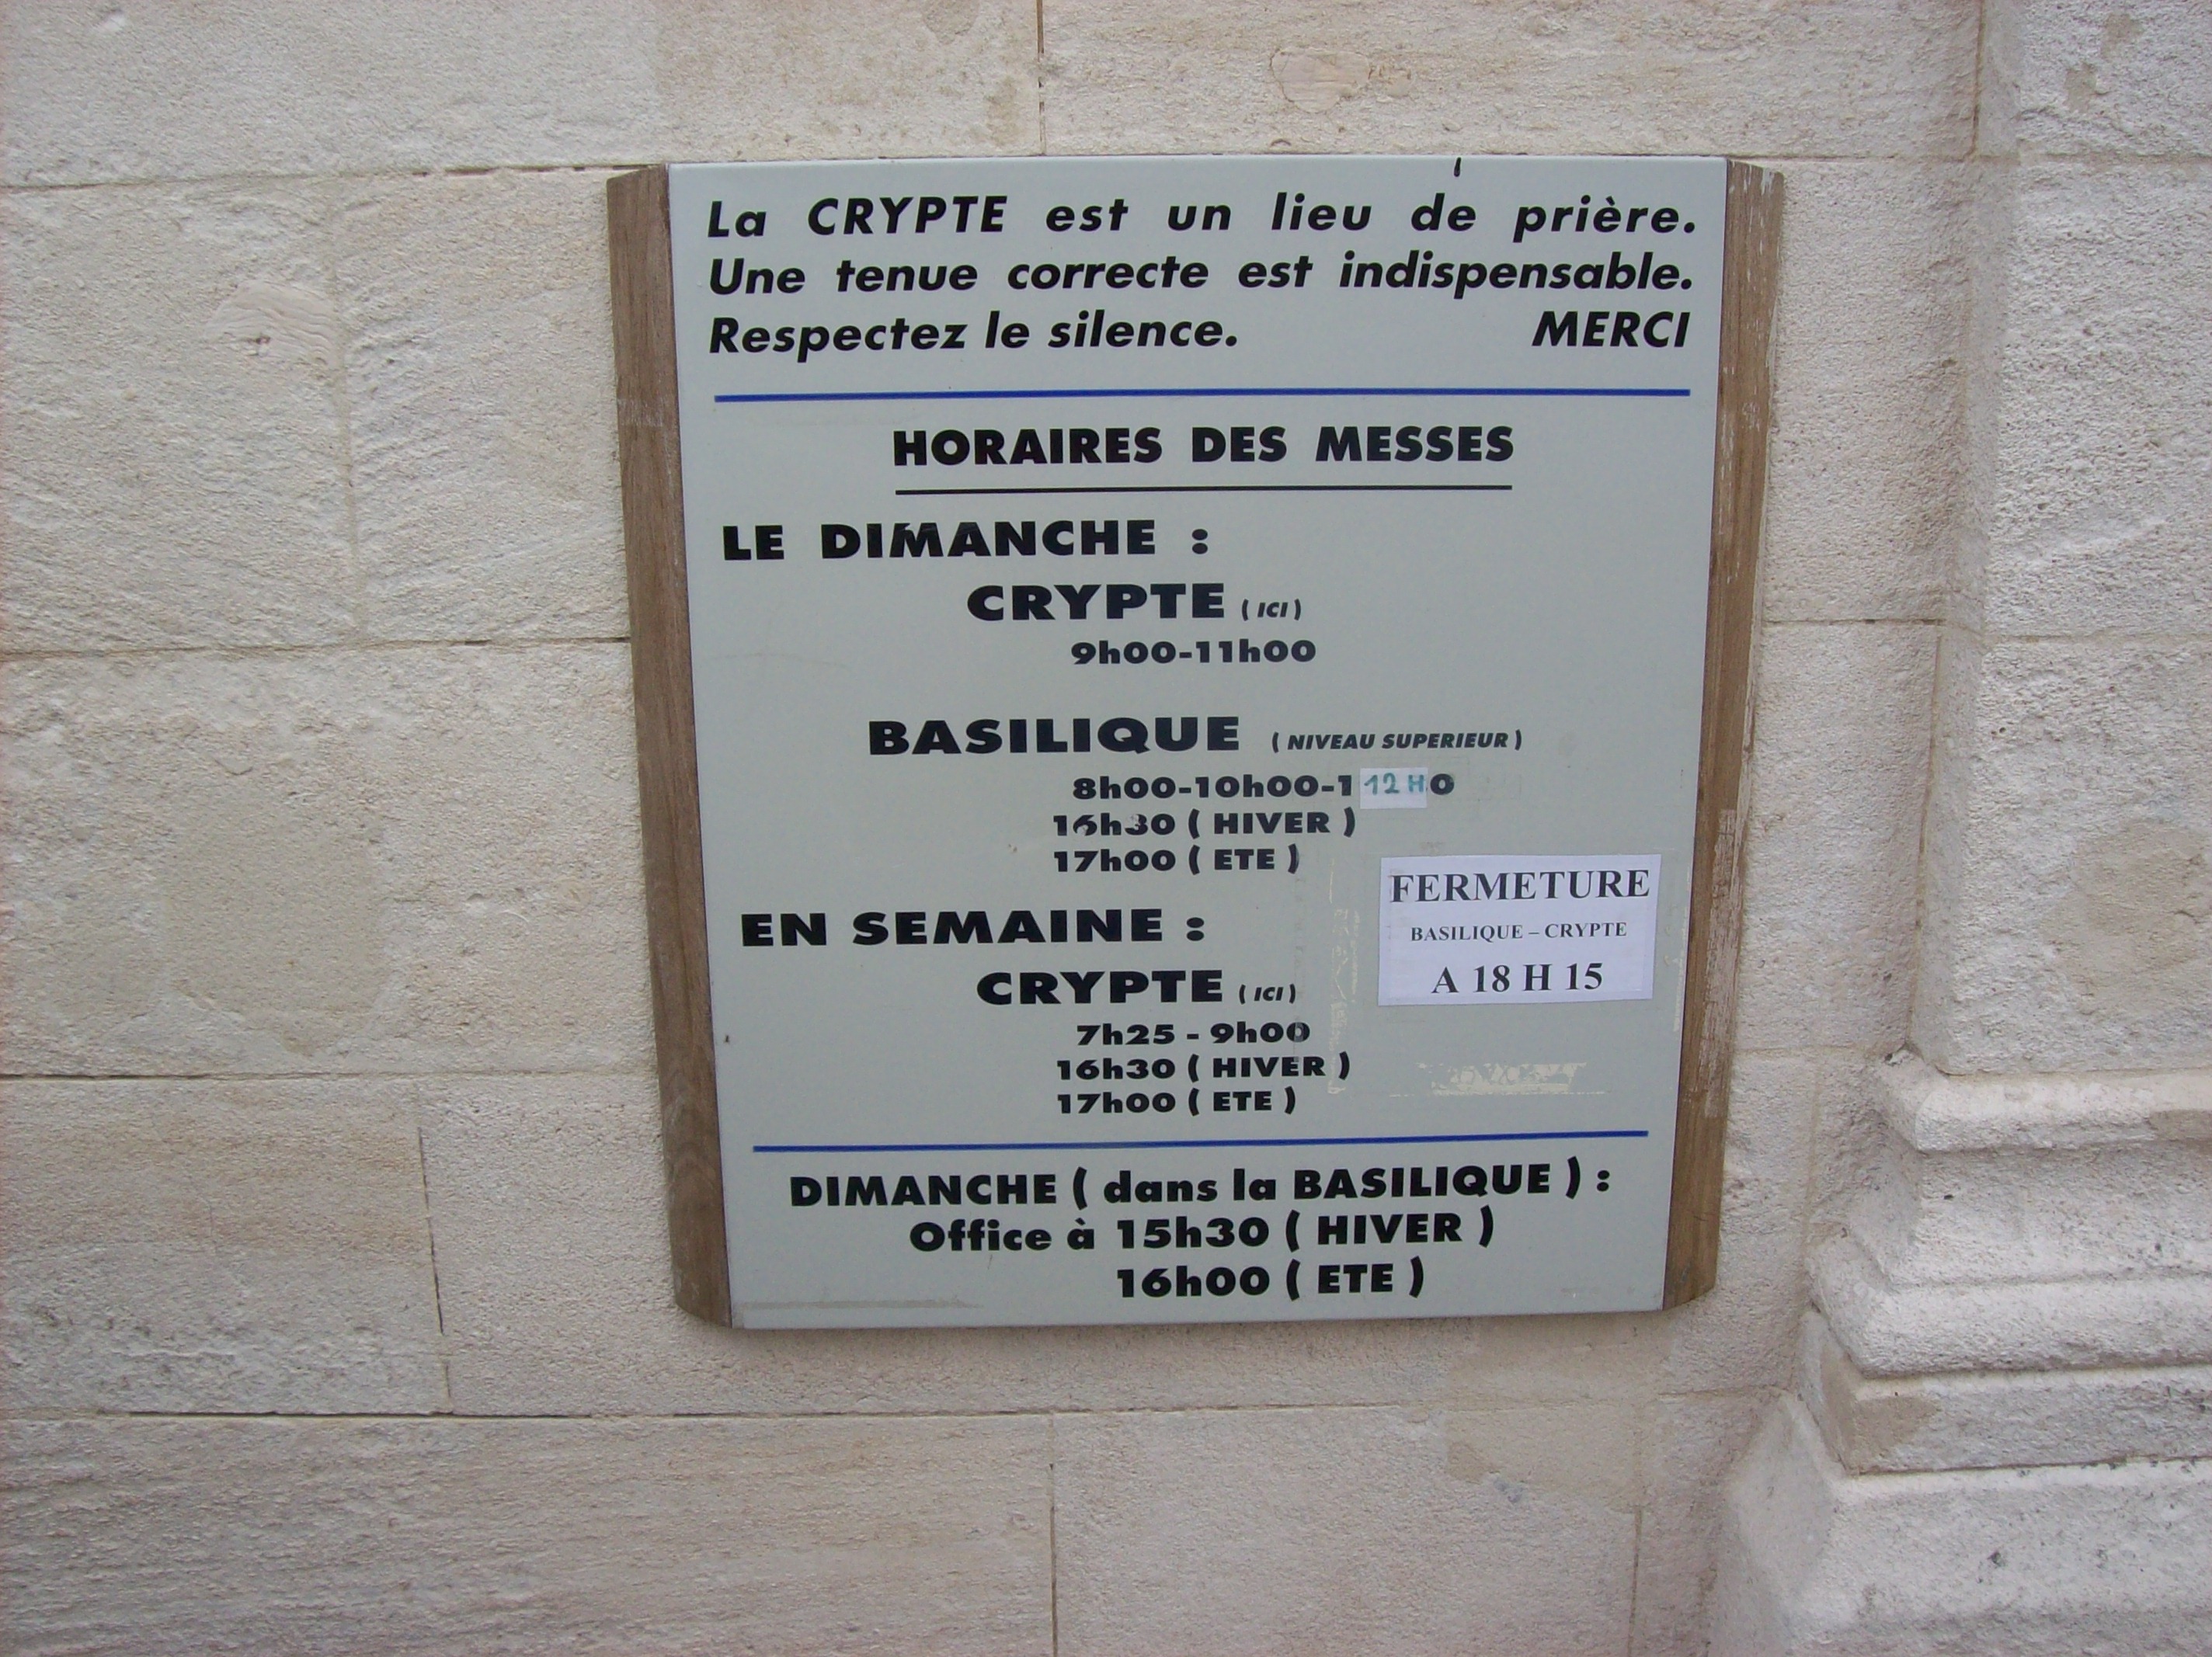 La CRYPTE est un lieu de prière.
Une tenue correcte est indispensable.
Respectez le silence. MERCI
HORAIRES DES MESSES
LE DIMANCHE :
CRYPTE ( ICI )
9h00-11h00
BASILIQUE ( NIVEAU SUPERIEUR )
8h00-10h00-1 12 H 0
16h30 ( HIVER )
17h00 ( ETE )
FERMETURE
BASILIQUE – CRYPTE
A 18 H 15
EN SEMAINE :
CRYPTE ( ICI )
7h25 - 9h00
16h30 ( HIVER )
17h00 ( ETE )
DIMANCHE ( dans la BASILIQUE ) :
Office à 15h30 ( HIVER )
16h00 ( ETE )